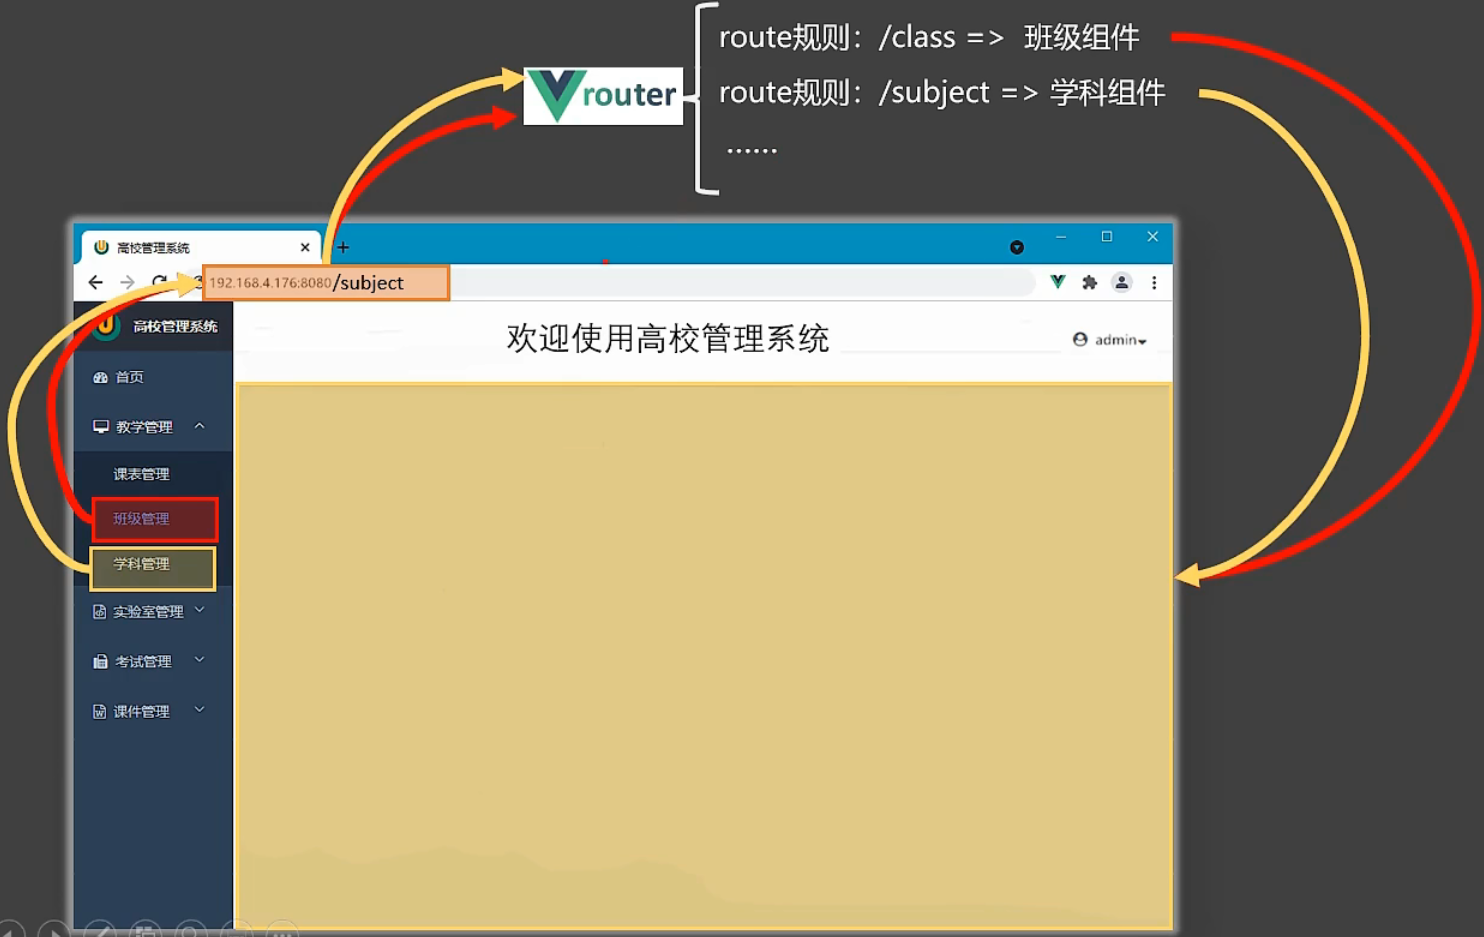 route规则：/class => 班级组件
router
route规则：/subject => 学科组件
......
高校管理系统
192.168.4.176:8080/subject
高校管理系统
欢迎使用高校管理系统
admin
首页
教学管理
课表管理
班级管理
学科管理
实验室管理
考试管理
课件管理